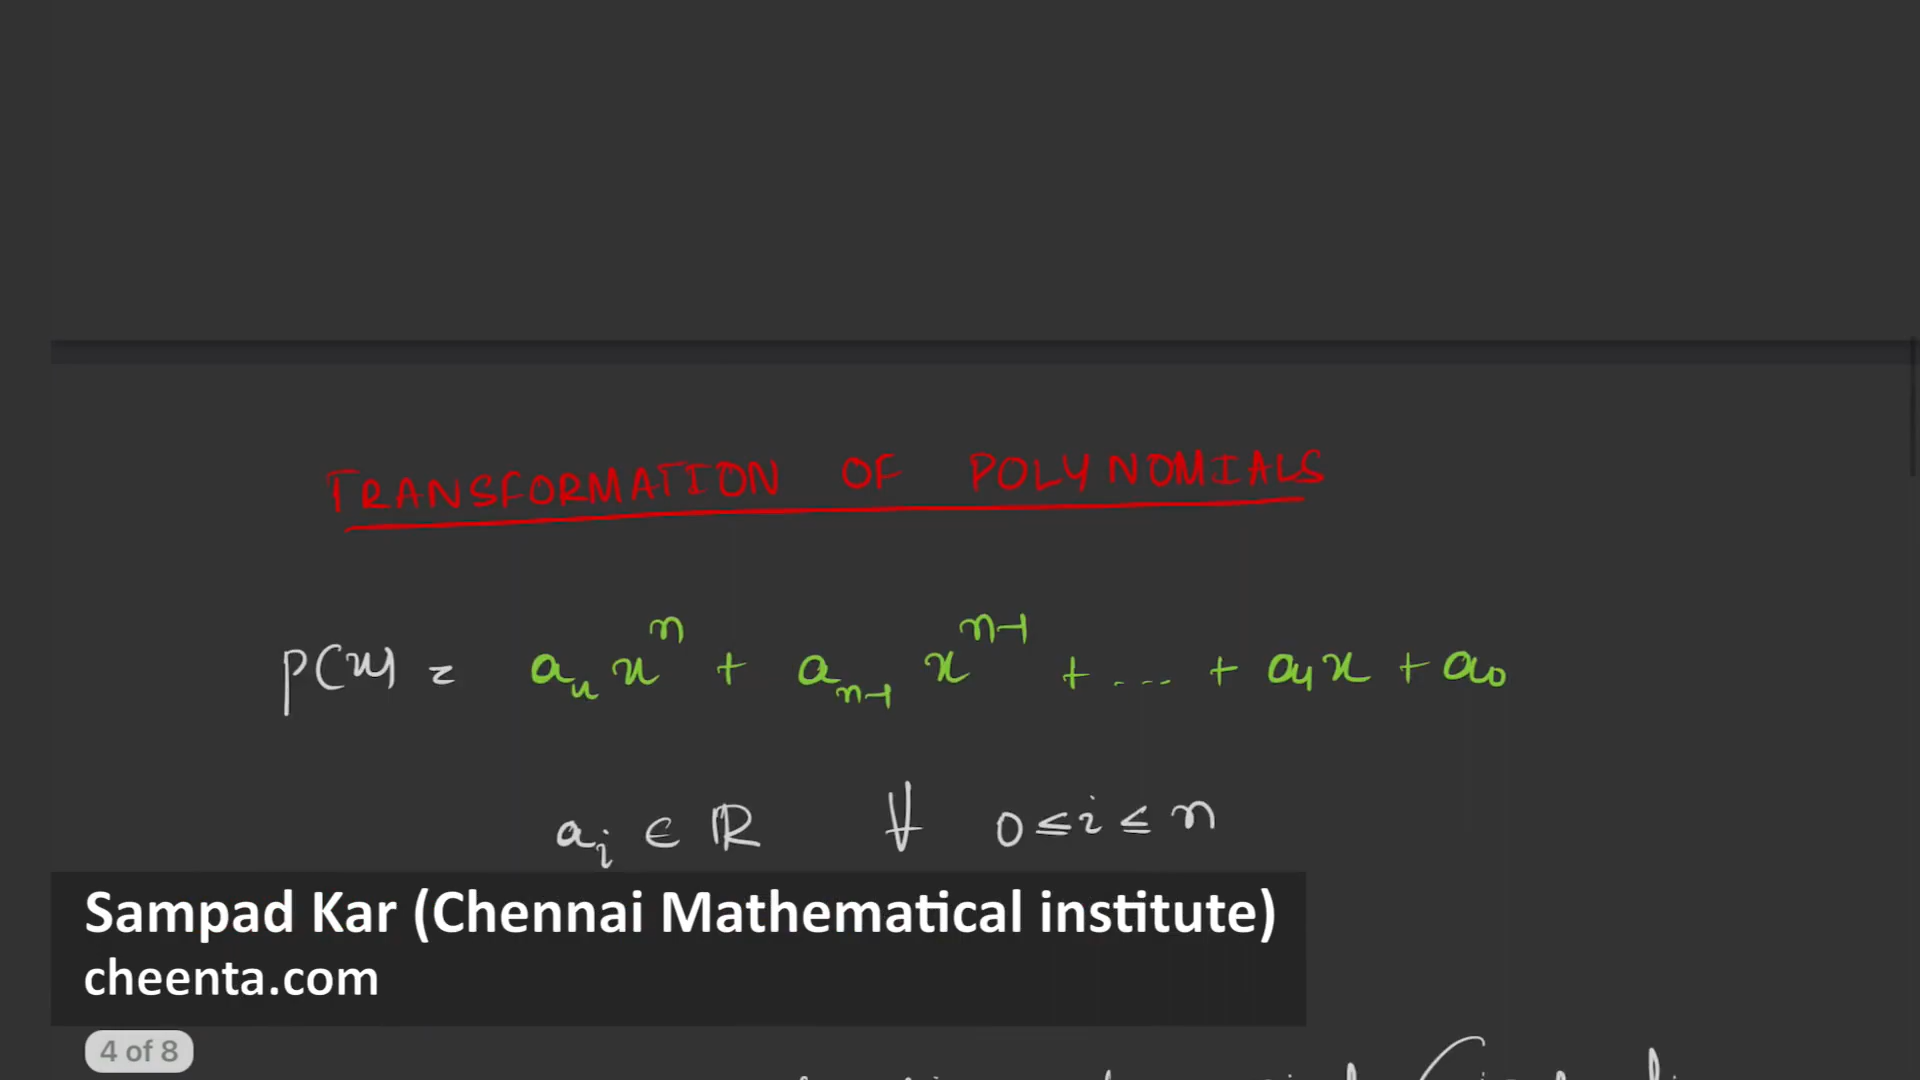 TRANSFORMATION OF POLYNOMIALS
P(x) = aₙxⁿ + aₙ₋₁xⁿ⁻¹ + ... + a₁x + a₀
aᵢ ∈ ℝ ∀ 0 ≤ i ≤ n
Sampad Kar (Chennai Mathematical institute)
cheenta.com
4 of 8